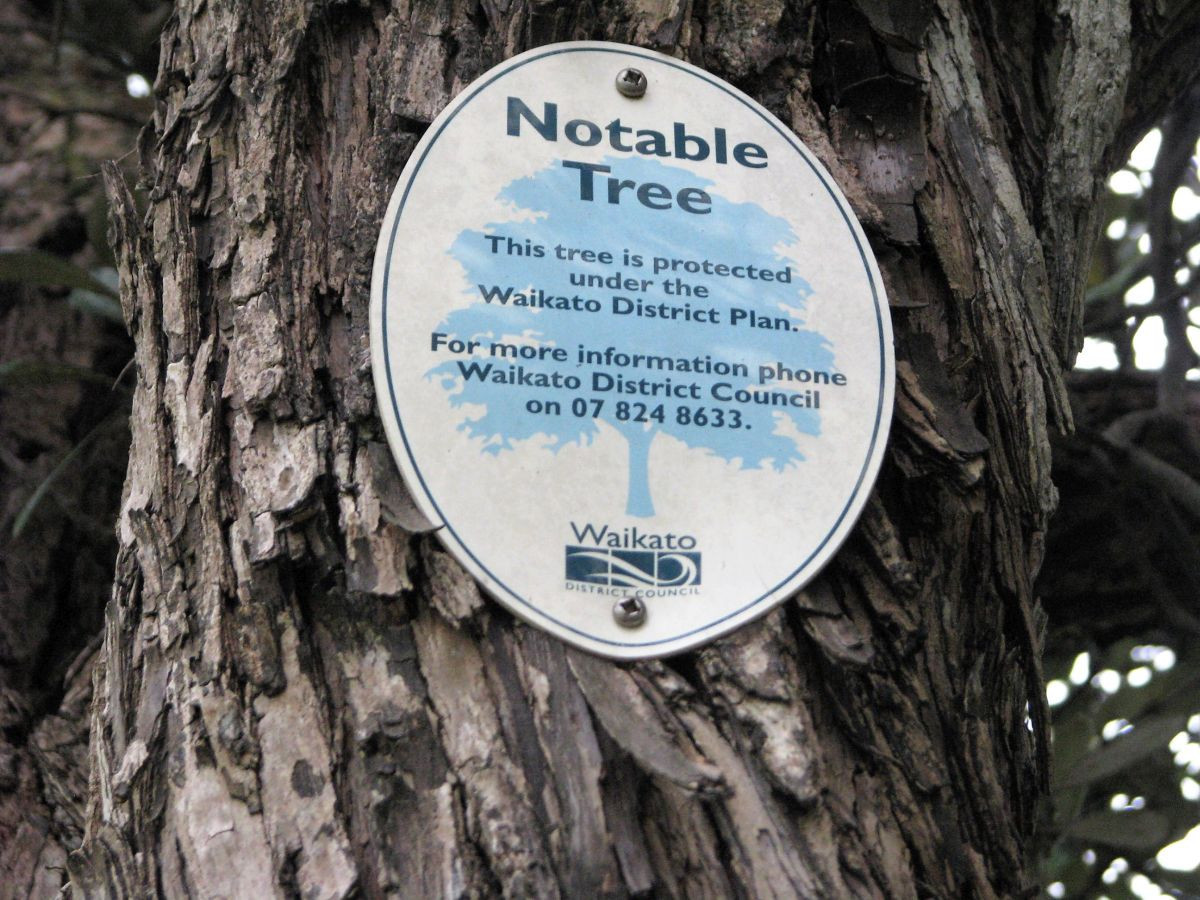 Notable
Tree
This tree is protected
under the
Waikato District Plan.
For more information phone
Waikato District Council
on 07 824 8633.
Waikato
DISTRICT COUNCIL